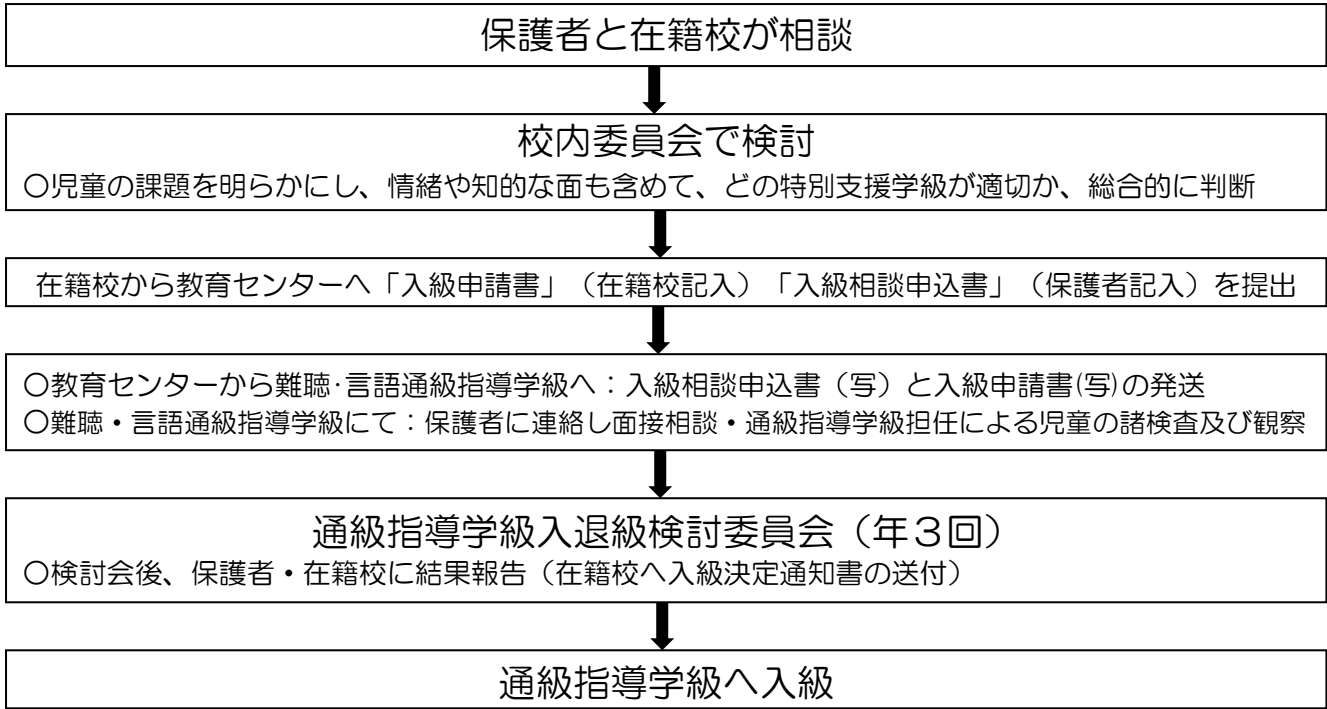 保護者と在籍校が相談
校内委員会で検討
〇児童の課題を明らかにし、情緒や知的な面も含めて、どの特別支援学級が適切か、総合的に判断
在籍校から教育センターへ「入級申請書」（在籍校記入）「入級相談申込書」（保護者記入）を提出
〇教育センターから難聴･言語通級指導学級へ：入級相談申込書（写）と入級申請書(写)の発送
〇難聴・言語通級指導学級にて：保護者に連絡し面接相談・通級指導学級担任による児童の諸検査及び観察
通級指導学級入退級検討委員会（年３回）
〇検討会後、保護者・在籍校に結果報告（在籍校へ入級決定通知書の送付）
通級指導学級へ入級